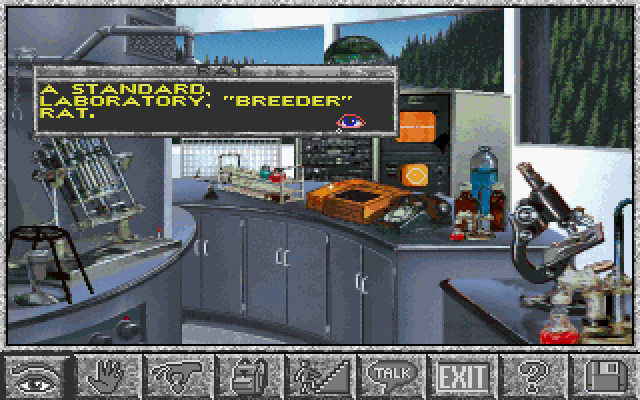 RAT
A STANDARD,
LABORATORY, "BREEDER"
RAT.
TALK
EXIT
?